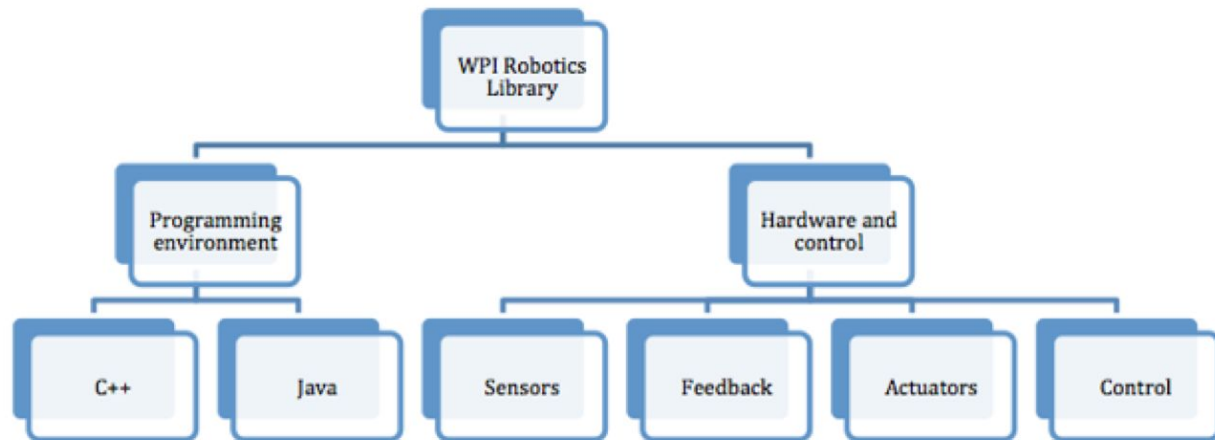 WPI Robotics
Library
Programming
environment
Hardware and
control
C++
Java
Sensors
Feedback
Actuators
Control